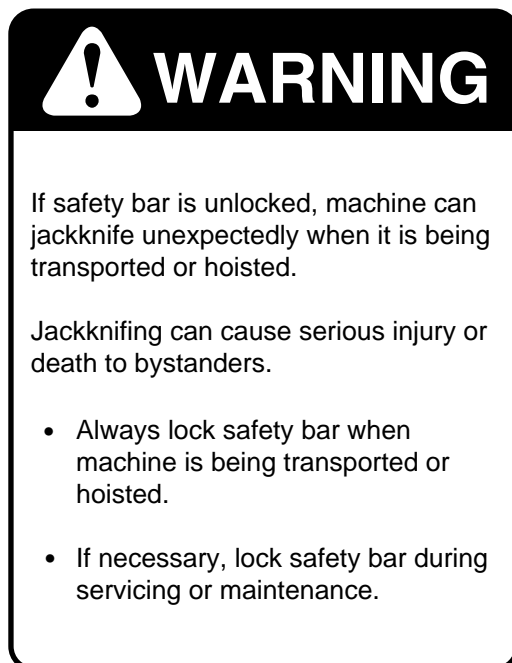 WARNING
If safety bar is unlocked, machine can
jackknife unexpectedly when it is being
transported or hoisted.
Jackknifing can cause serious injury or
death to bystanders.
• Always lock safety bar when
machine is being transported or
hoisted.
• If necessary, lock safety bar during
servicing or maintenance.